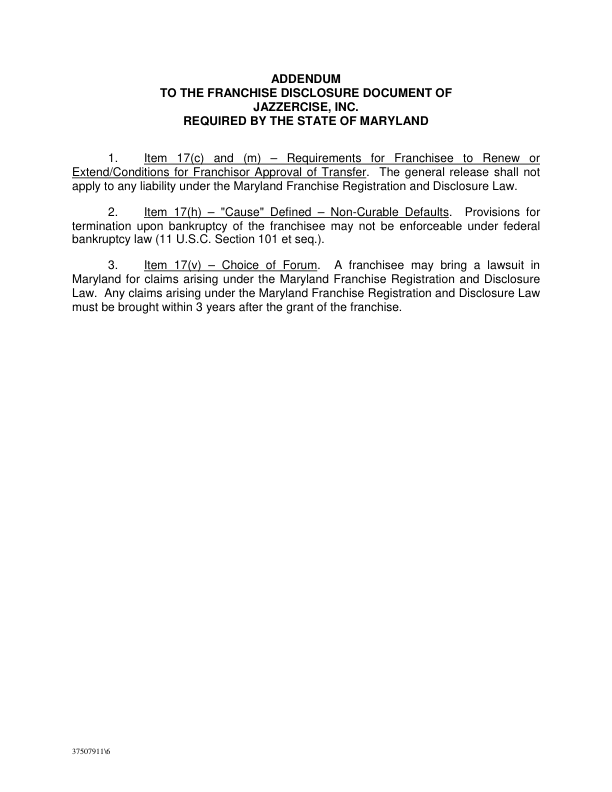 ADDENDUM
TO THE FRANCHISE DISCLOSURE DOCUMENT OF
JAZZERCISE, INC.
REQUIRED BY THE STATE OF MARYLAND
1. Item 17(c) and (m) – Requirements for Franchisee to Renew or
Extend/Conditions for Franchisor Approval of Transfer. The general release shall not
apply to any liability under the Maryland Franchise Registration and Disclosure Law.
2. Item 17(h) – "Cause" Defined – Non-Curable Defaults. Provisions for
termination upon bankruptcy of the franchisee may not be enforceable under federal
bankruptcy law (11 U.S.C. Section 101 et seq.).
3. Item 17(v) – Choice of Forum. A franchisee may bring a lawsuit in
Maryland for claims arising under the Maryland Franchise Registration and Disclosure
Law. Any claims arising under the Maryland Franchise Registration and Disclosure Law
must be brought within 3 years after the grant of the franchise.
37507911\6